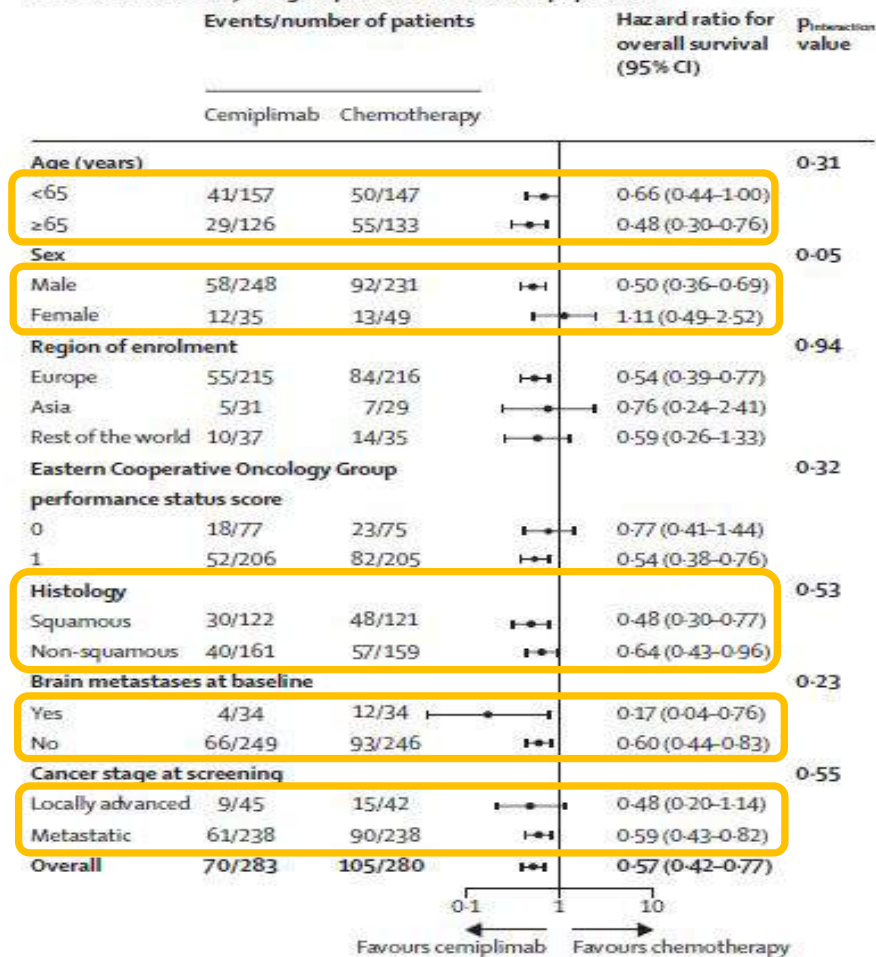 Events/number of patients Hazard ratio for overall survival (95% CI) Pinteraction value
Cemiplimab Chemotherapy
Age (years) 0·31
<65 41/157 50/147 0·66 (0·44–1·00)
≥65 29/126 55/133 0·48 (0·30–0·76)
Sex 0·05
Male 58/248 92/231 0·50 (0·36–0·69)
Female 12/35 13/49 1·11 (0·49–2·52)
Region of enrolment 0·94
Europe 55/215 84/216 0·54 (0·39–0·77)
Asia 5/31 7/29 0·76 (0·24–2·41)
Rest of the world 10/37 14/35 0·59 (0·26–1·33)
Eastern Cooperative Oncology Group 0·32
performance status score
0 18/77 23/75 0·77 (0·41–1·44)
1 52/206 82/205 0·54 (0·38–0·76)
Histology 0·53
Squamous 30/122 48/121 0·48 (0·30–0·77)
Non-squamous 40/161 57/159 0·64 (0·43–0·96)
Brain metastases at baseline 0·23
Yes 4/34 12/34 0·17 (0·04–0·76)
No 66/249 93/246 0·60 (0·44–0·83)
Cancer stage at screening 0·55
Locally advanced 9/45 15/42 0·48 (0·20–1·14)
Metastatic 61/238 90/238 0·59 (0·43–0·82)
Overall 70/283 105/280 0·57 (0·42–0·77)
0·1 1 10
Favours cemiplimab Favours chemotherapy